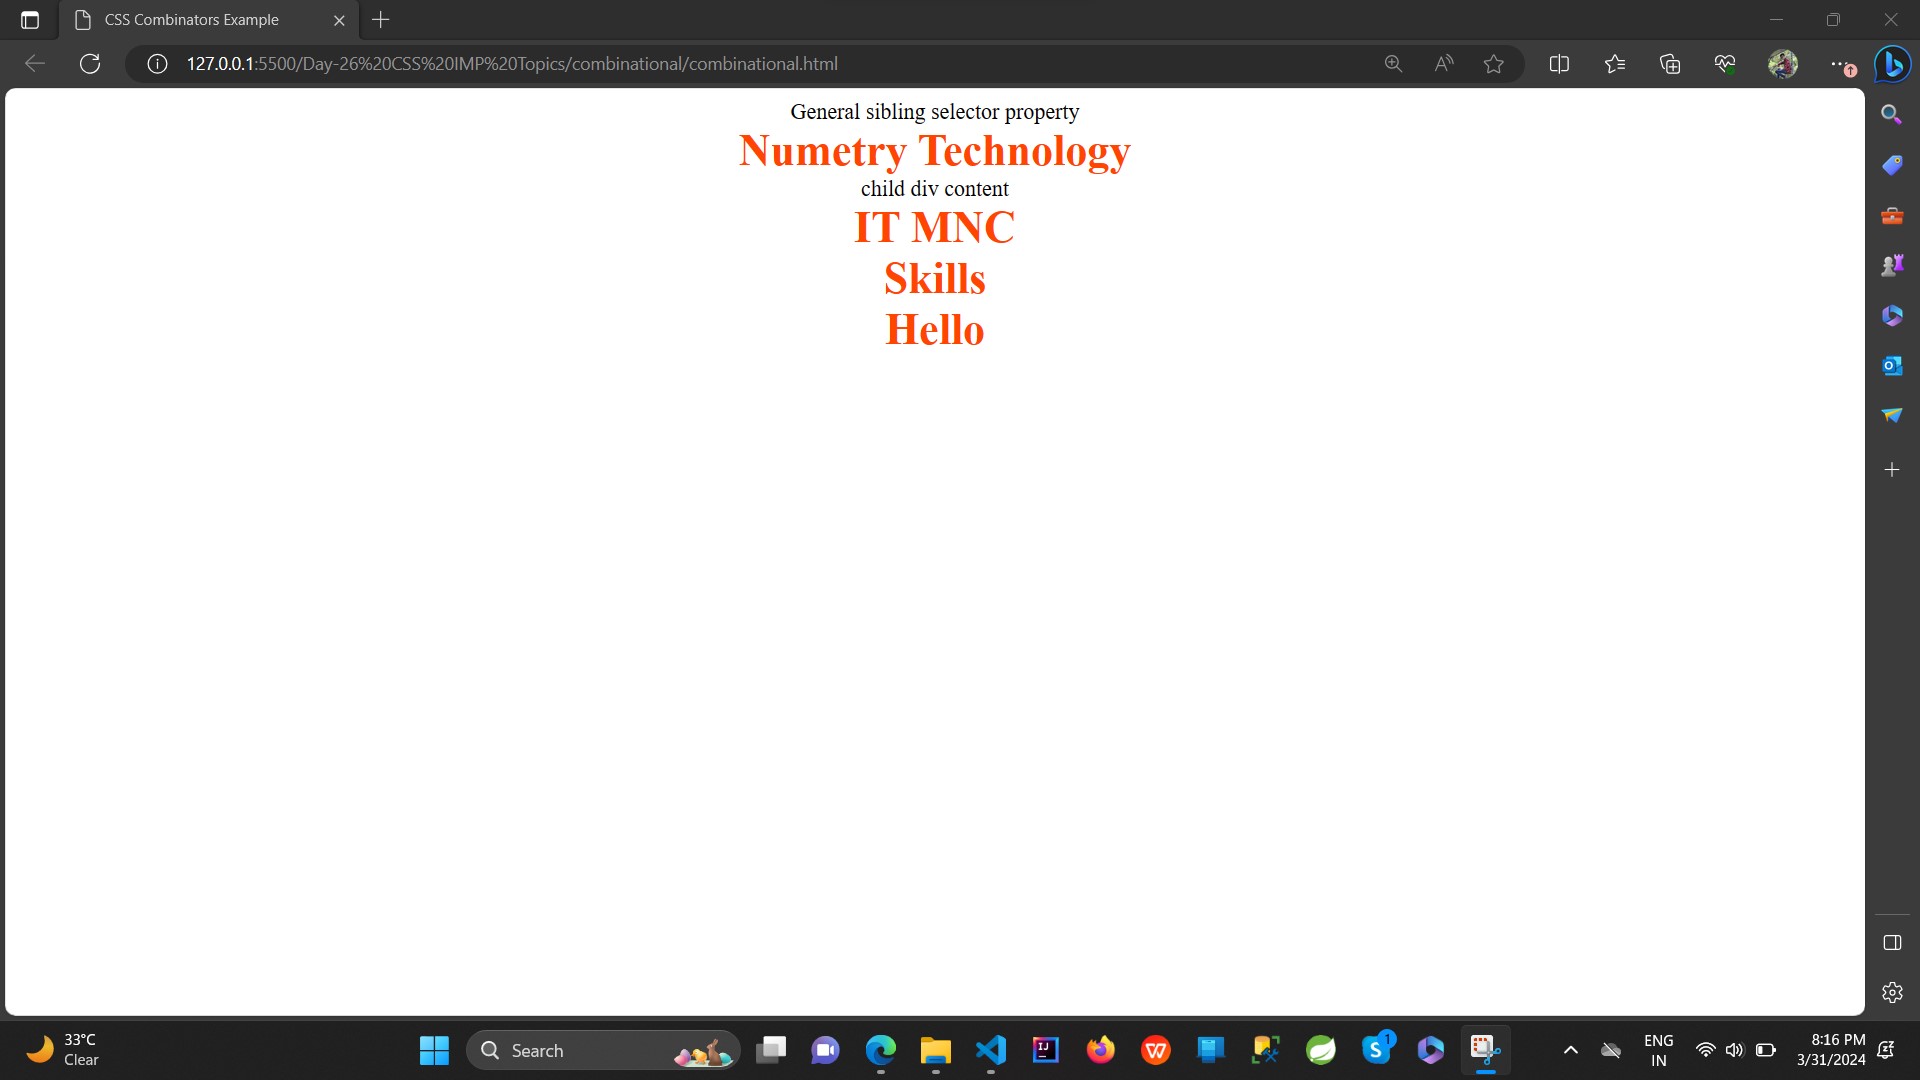 CSS Combinators Example
127.0.0.1:5500/Day-26%20CSS%20IMP%20Topics/combinational/combinational.html
General sibling selector property
Numetry Technology
child div content
IT MNC
Skills
Hello
33°C
Clear
Search
1
ENG
IN
8:16 PM
3/31/2024